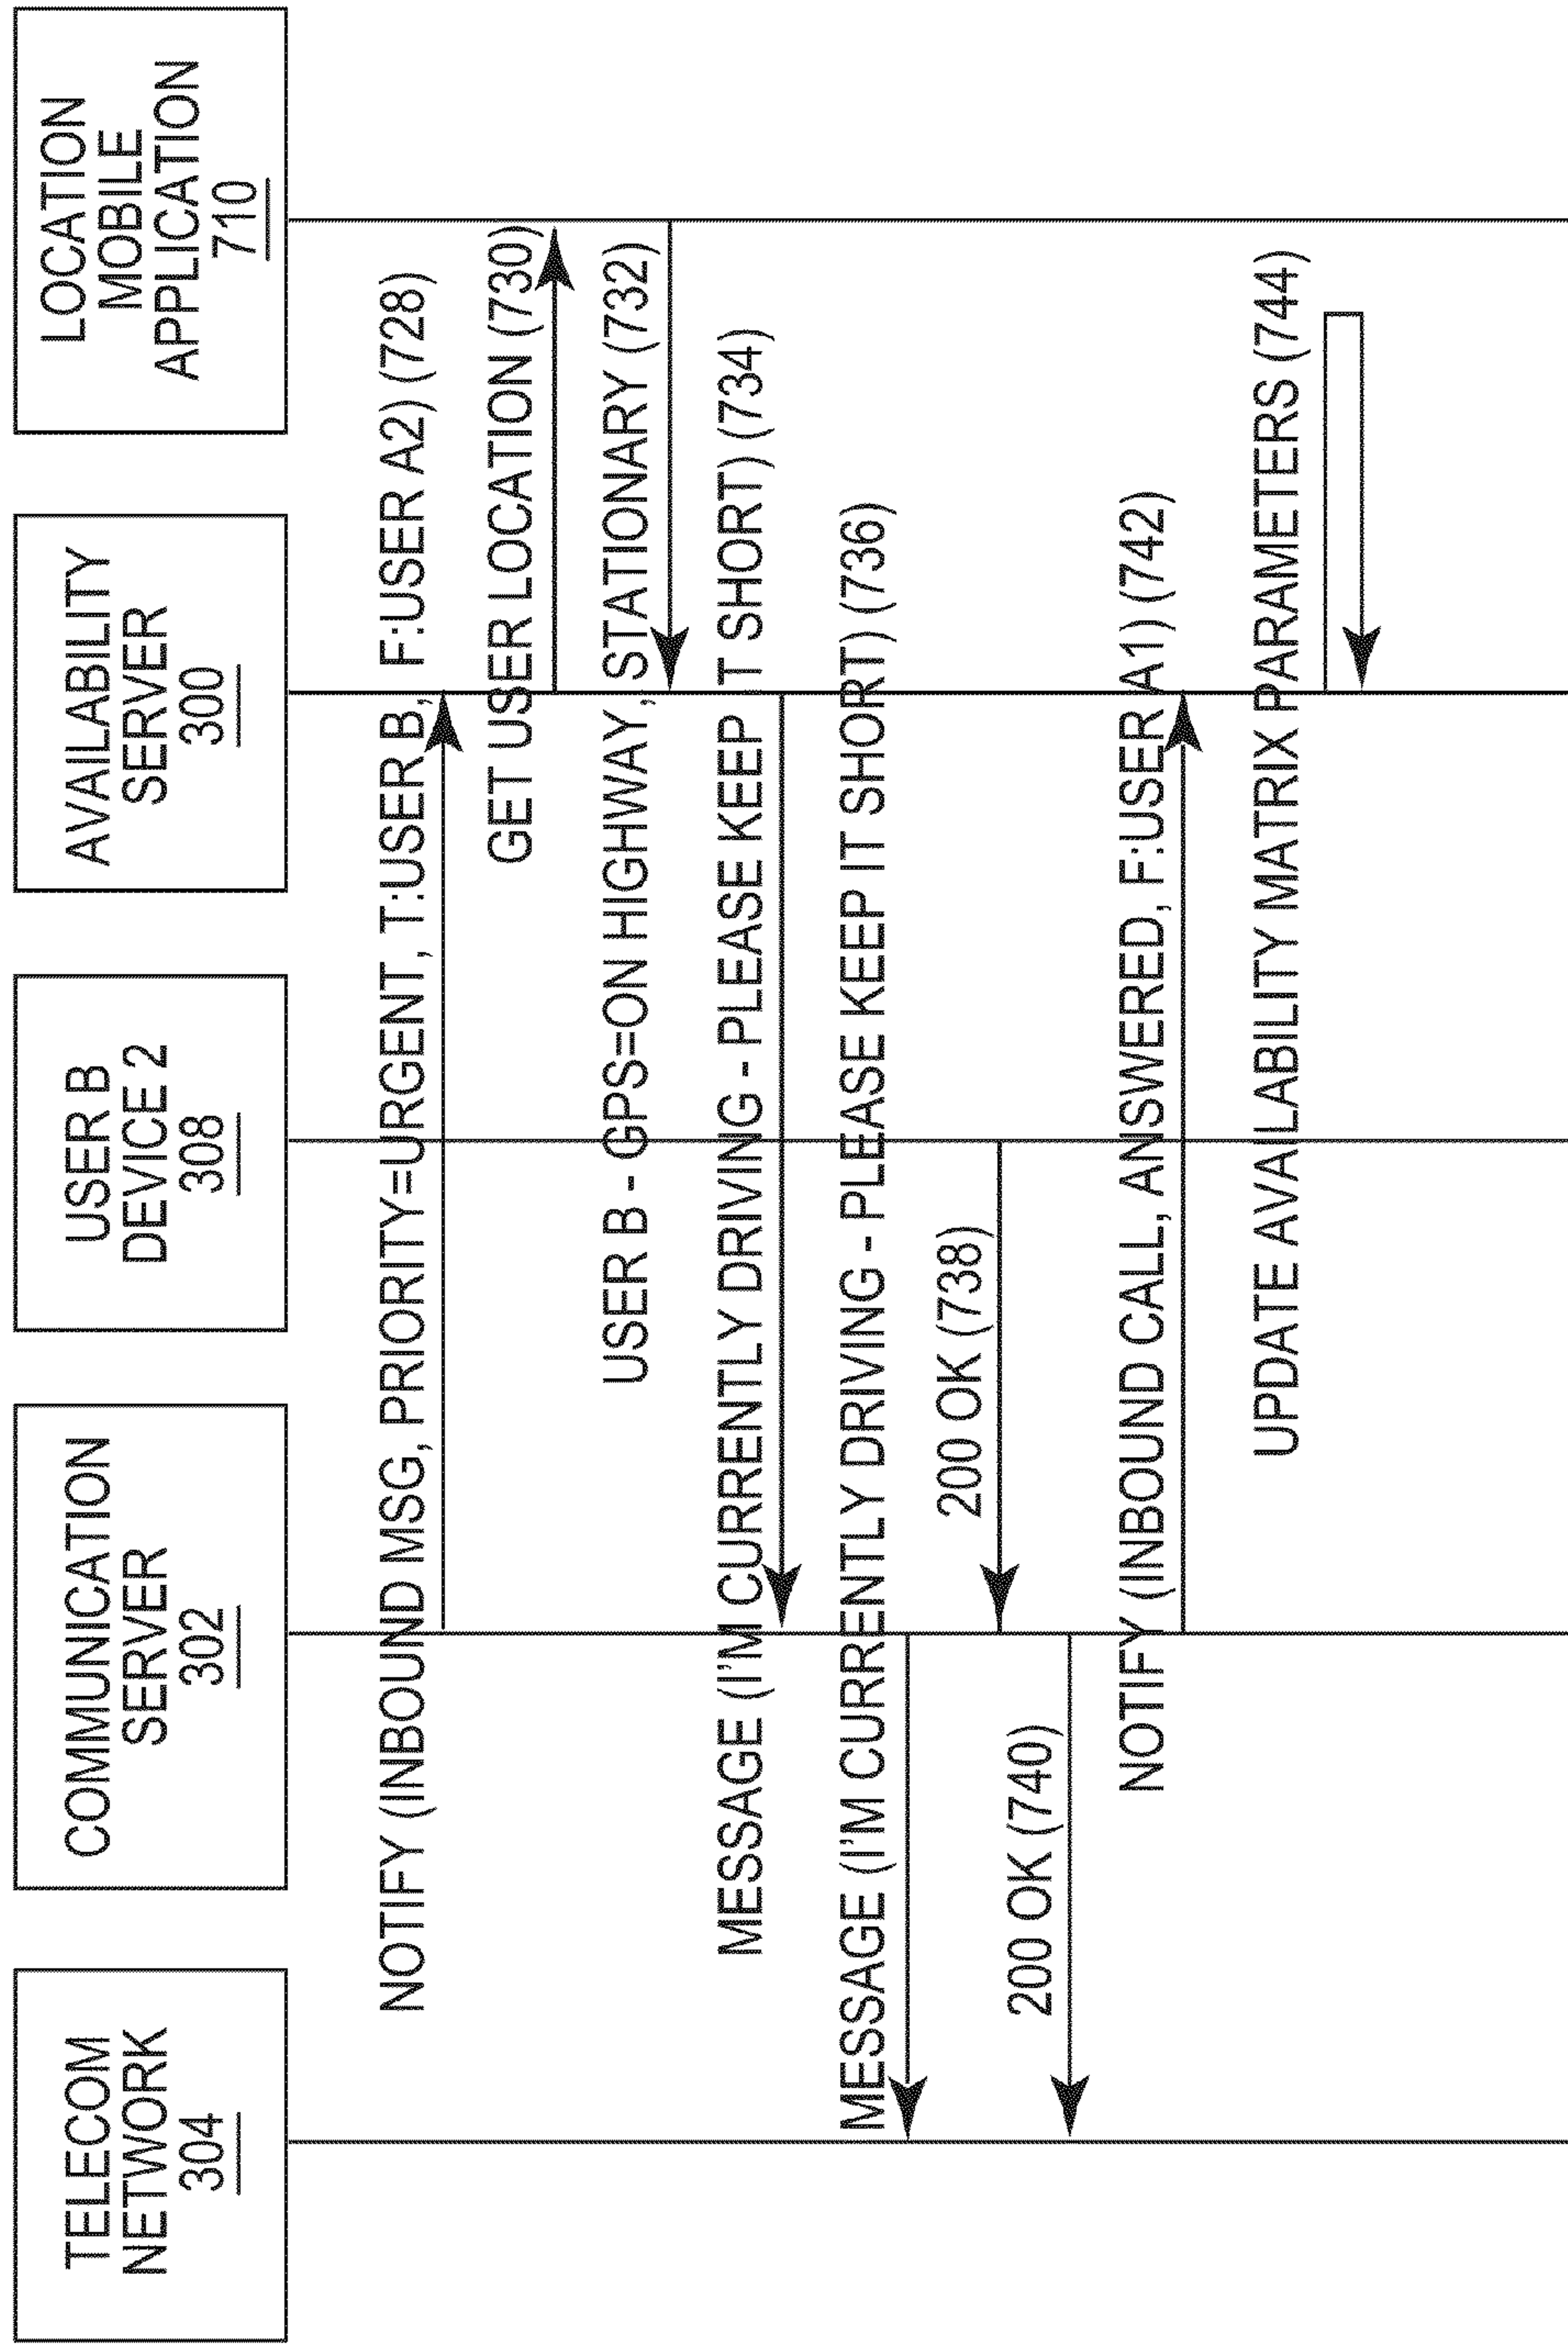 TELECOM
NETWORK
304
COMMUNICATION
SERVER
302
USER B
DEVICE 2
308
AVAILABILITY
SERVER
300
LOCATION
MOBILE
APPLICATION
710
NOTIFY (INBOUND MSG, PRIORITY=URGENT, T:USER B, F:USER A2) (728)
GET USER LOCATION (730)
USER B - GPS=ON HIGHWAY, STATIONARY (732)
MESSAGE (I'M CURRENTLY DRIVING - PLEASE KEEP IT SHORT) (734)
MESSAGE (I'M CURRENTLY DRIVING - PLEASE KEEP IT SHORT) (736)
200 OK (738)
200 OK (740)
NOTIFY (INBOUND CALL, ANSWERED, F:USER A1) (742)
UPDATE AVAILABILITY MATRIX PARAMETERS (744)